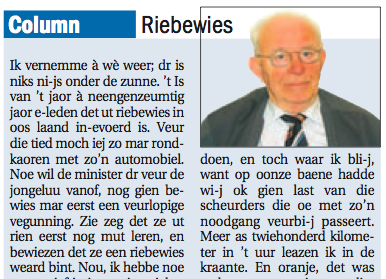 Column
Riebewies
Ik vernemme à wè weer; dr is
niks ni-js onder de zunne. 't Is
van 't jaor à neengenzeumtig
jaor e-leden det ut riebewies in
oos laand in-evoerd is. Veur
die tied moch iej zo mar rond-
kaoren met zo'n automobiel.
Noe wil de minister dr veur de
jongeluu vanof, nog gien be-
wies mar eerst een veurlopige
vegunning. Zie zeg det ze ut
rien eerst nog mut leren, en
bewiezen det ze een riebewies
weard bint. Nou, ik hebbe noe
doen, en toch waar ik bli-j,
want op oonze baene hadde
wi-j ok gien last van die
scheurders die oe met zo'n
noodgang veurbi-j passeert.
Meer as twiehonderd kilome-
ter in 't uur leazen ik in de
kraante. En oranje, det was